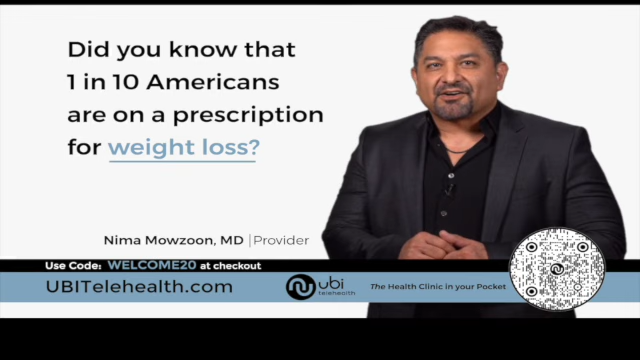 Did you know that
1 in 10 Americans
are on a prescription
for weight loss?
Nima Mowzoon, MD | Provider
Use Code: WELCOME20 at checkout
UBITelehealth.com
ubi
telehealth
The Health Clinic in your Pocket